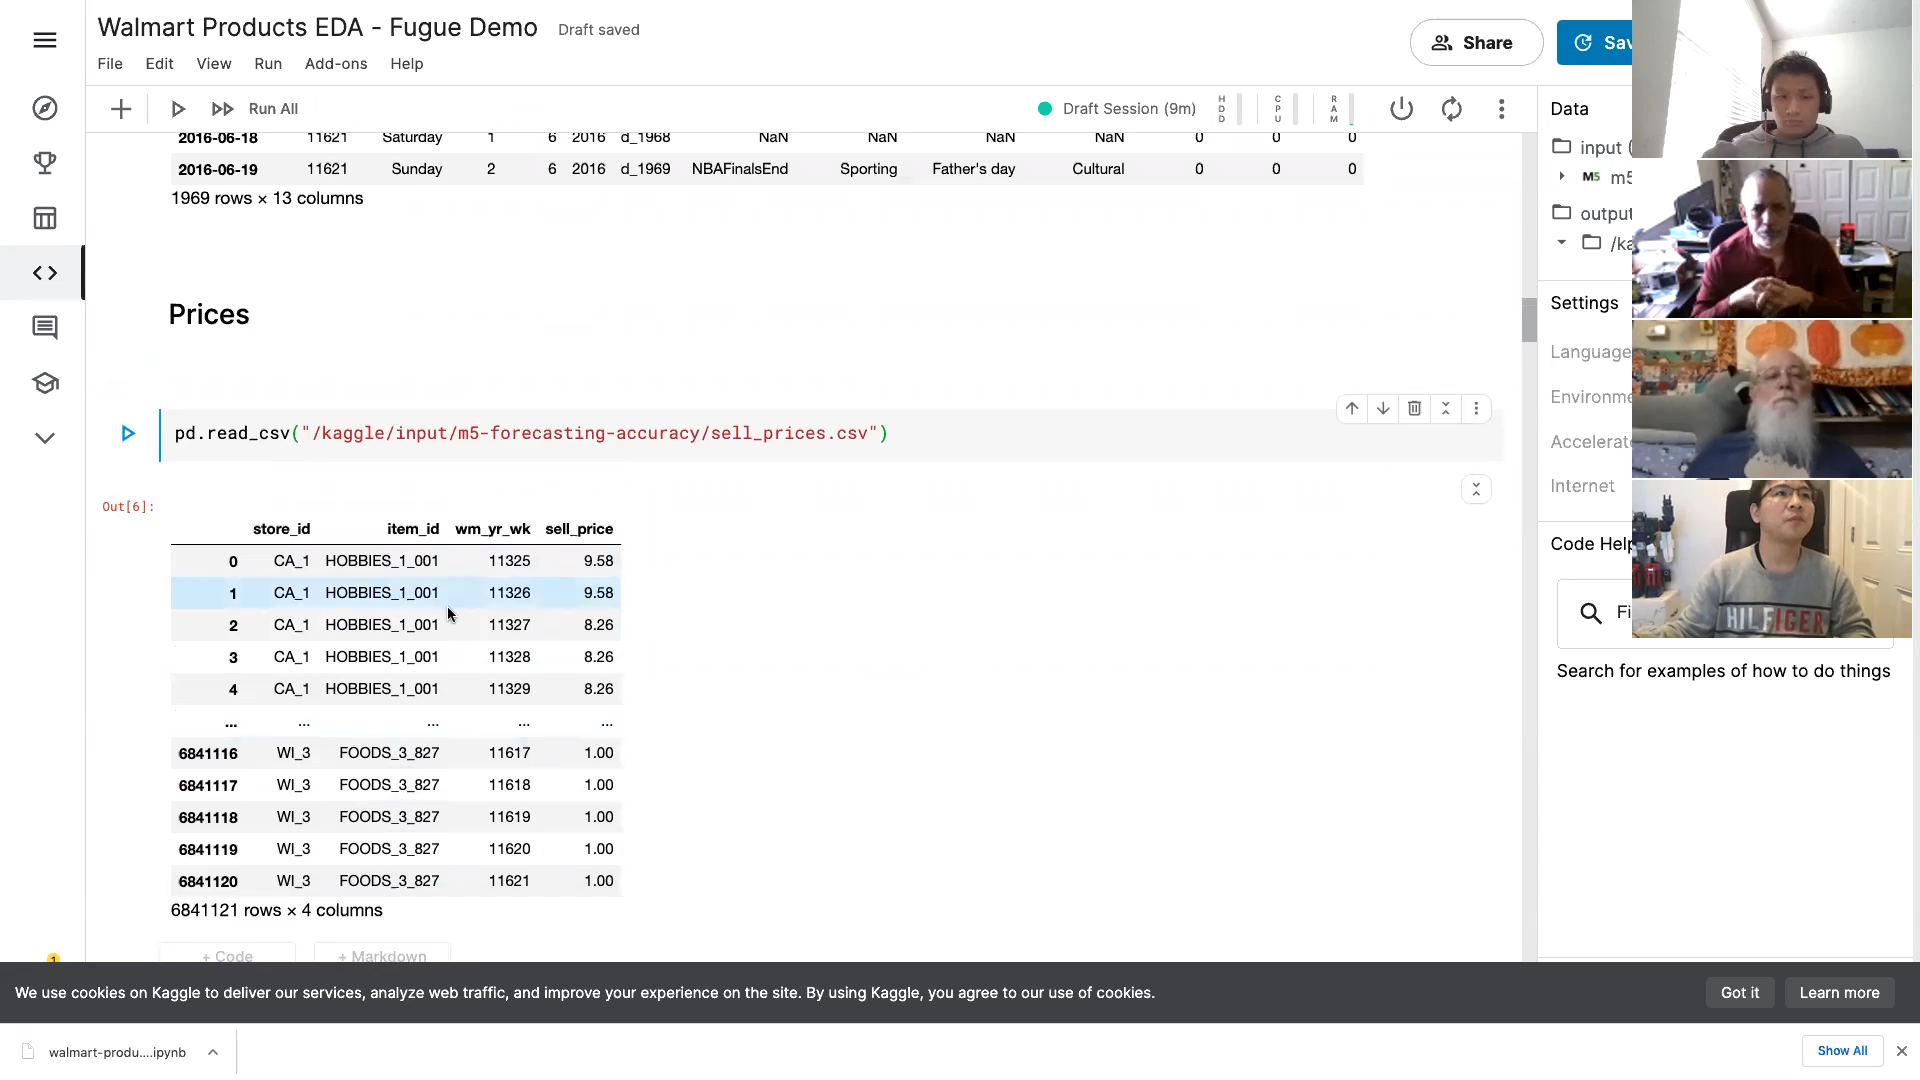 Walmart Products EDA - Fugue Demo Draft saved
Share
Sav
File Edit View Run Add-ons Help
Run All
Draft Session (9m)
HDD
CPU
RAM
Data
2016-06-18 11621 Saturday 1 6 2016 d_1968 NaN NaN NaN NaN 0 0 0
2016-06-19 11621 Sunday 2 6 2016 d_1969 NBAFinalsEnd Sporting Father's day Cultural 0 0 0
1969 rows × 13 columns
input (
M5 m5
output
/ka
Settings
Language
Environme
Accelerat
Internet
Prices
pd.read_csv("/kaggle/input/m5-forecasting-accuracy/sell_prices.csv")
Out[6]:
store_id item_id wm_yr_wk sell_price
0 CA_1 HOBBIES_1_001 11325 9.58
1 CA_1 HOBBIES_1_001 11326 9.58
2 CA_1 HOBBIES_1_001 11327 8.26
3 CA_1 HOBBIES_1_001 11328 8.26
4 CA_1 HOBBIES_1_001 11329 8.26
... ... ... ... ...
6841116 WI_3 FOODS_3_827 11617 1.00
6841117 WI_3 FOODS_3_827 11618 1.00
6841118 WI_3 FOODS_3_827 11619 1.00
6841119 WI_3 FOODS_3_827 11620 1.00
6841120 WI_3 FOODS_3_827 11621 1.00
6841121 rows × 4 columns
+ Code + Markdown
Code Help
Fi
HILFIGER
Search for examples of how to do things
1
We use cookies on Kaggle to deliver our services, analyze web traffic, and improve your experience on the site. By using Kaggle, you agree to our use of cookies.
Got it
Learn more
walmart-produ....ipynb
Show All